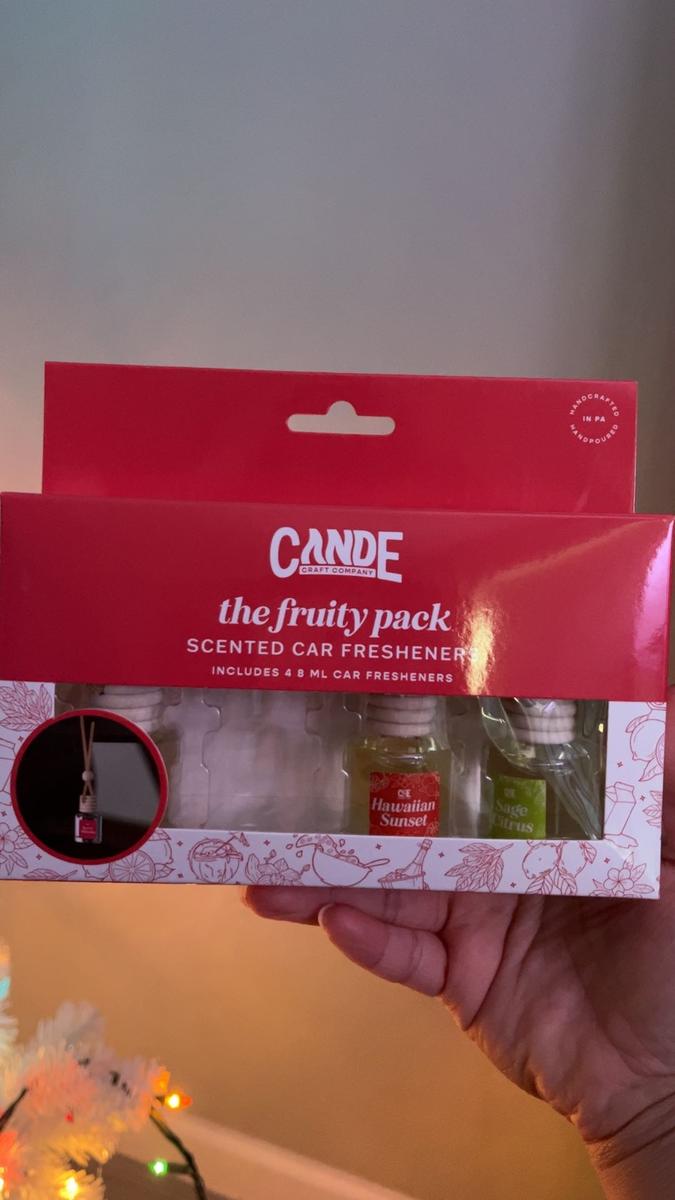 HANDCRAFTED
IN PA
HANDPOURED
CANDE
CRAFT COMPANY
the fruity pack
SCENTED CAR FRESHENERS
INCLUDES 4 8 ML CAR FRESHENERS
Hawaiian
Sunset
Sage
Citrus